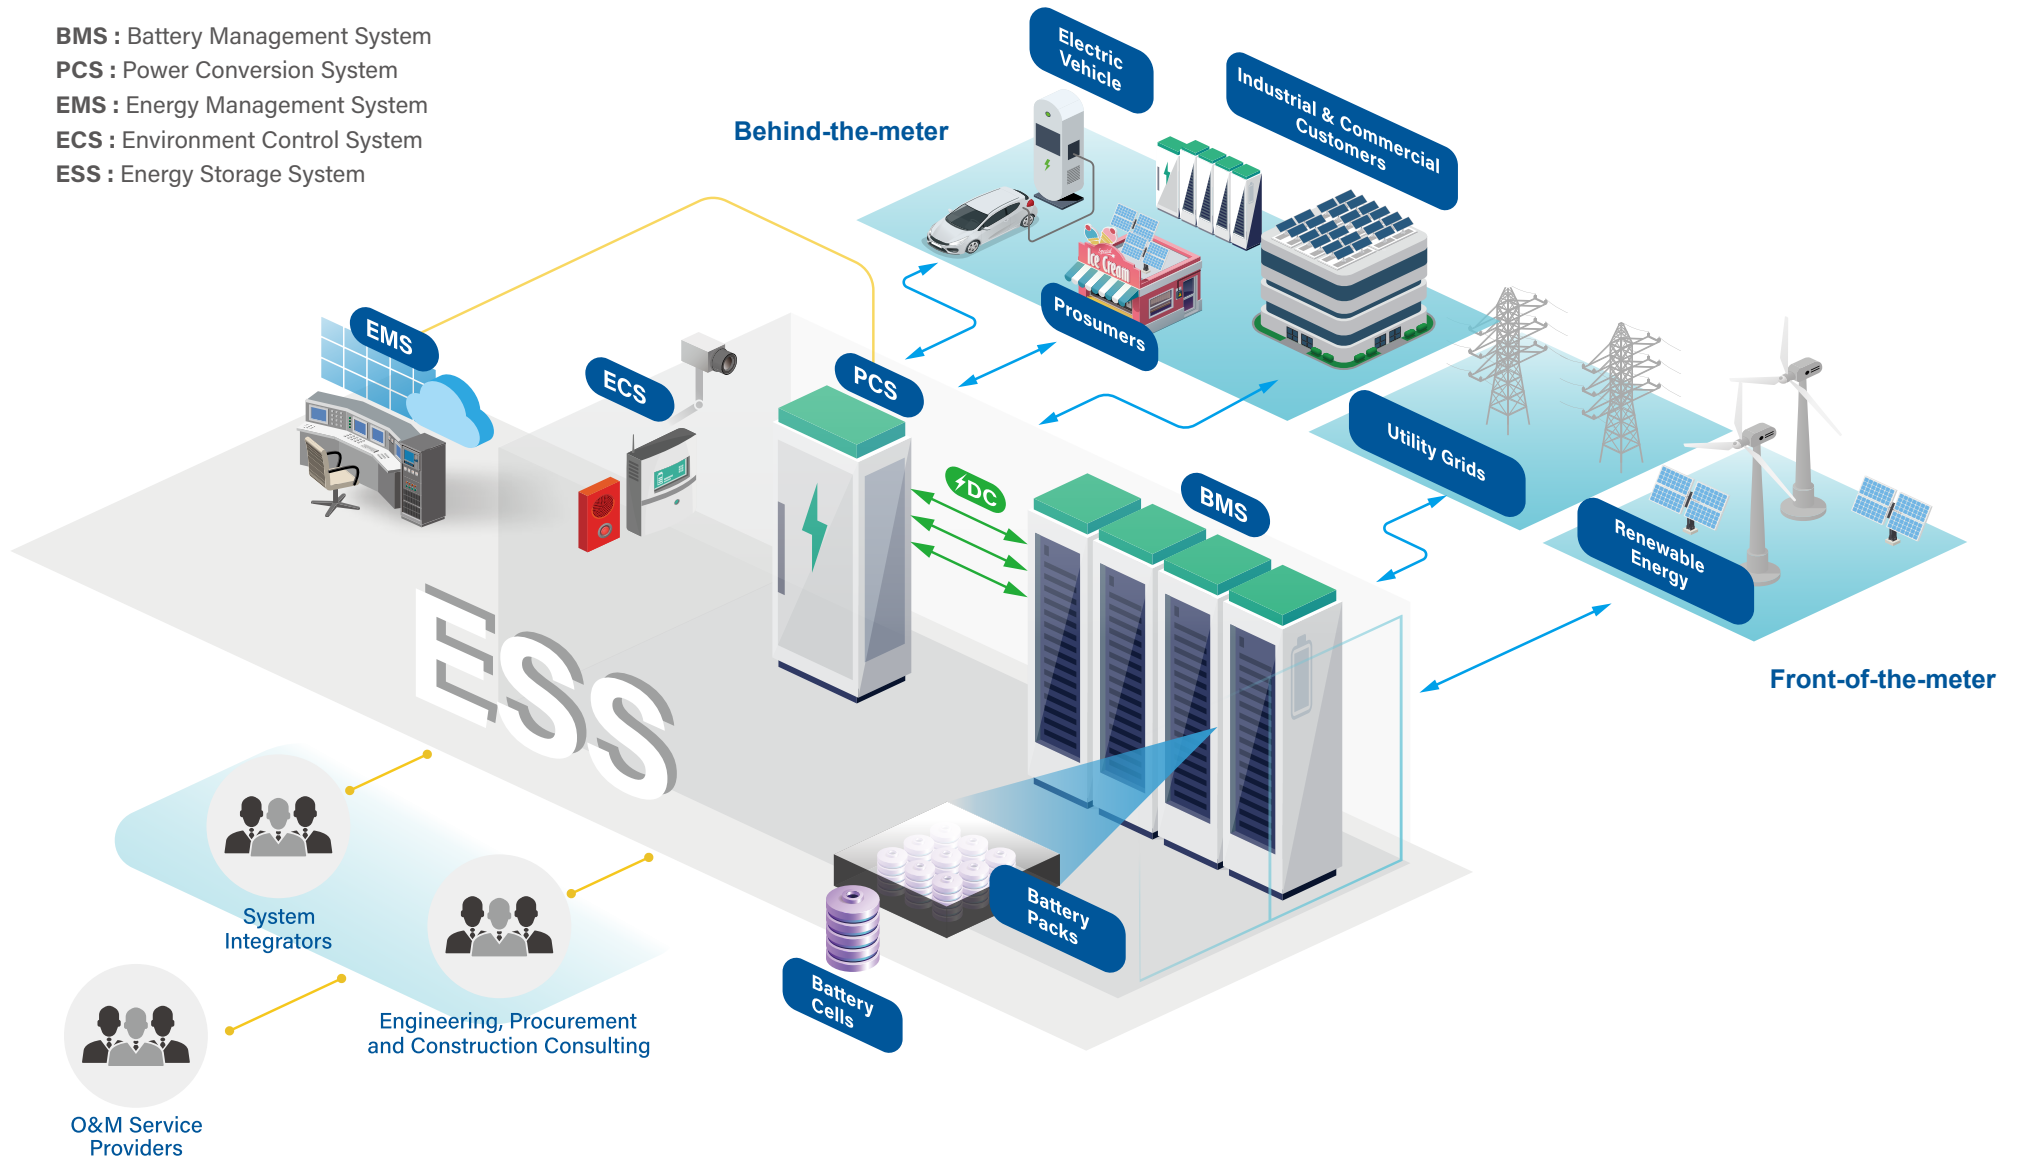 BMS : Battery Management System
PCS : Power Conversion System
EMS : Energy Management System
ECS : Environment Control System
ESS : Energy Storage System
Behind-the-meter
Electric
Vehicle
Industrial & Commercial
Customers
Ice Cream
Prosumers
EMS
ECS
PCS
DC
BMS
Utility Grids
Renewable
Energy
Front-of-the-meter
ESS
Battery
Packs
Battery
Cells
System
Integrators
Engineering, Procurement
and Construction Consulting
O&M Service
Providers